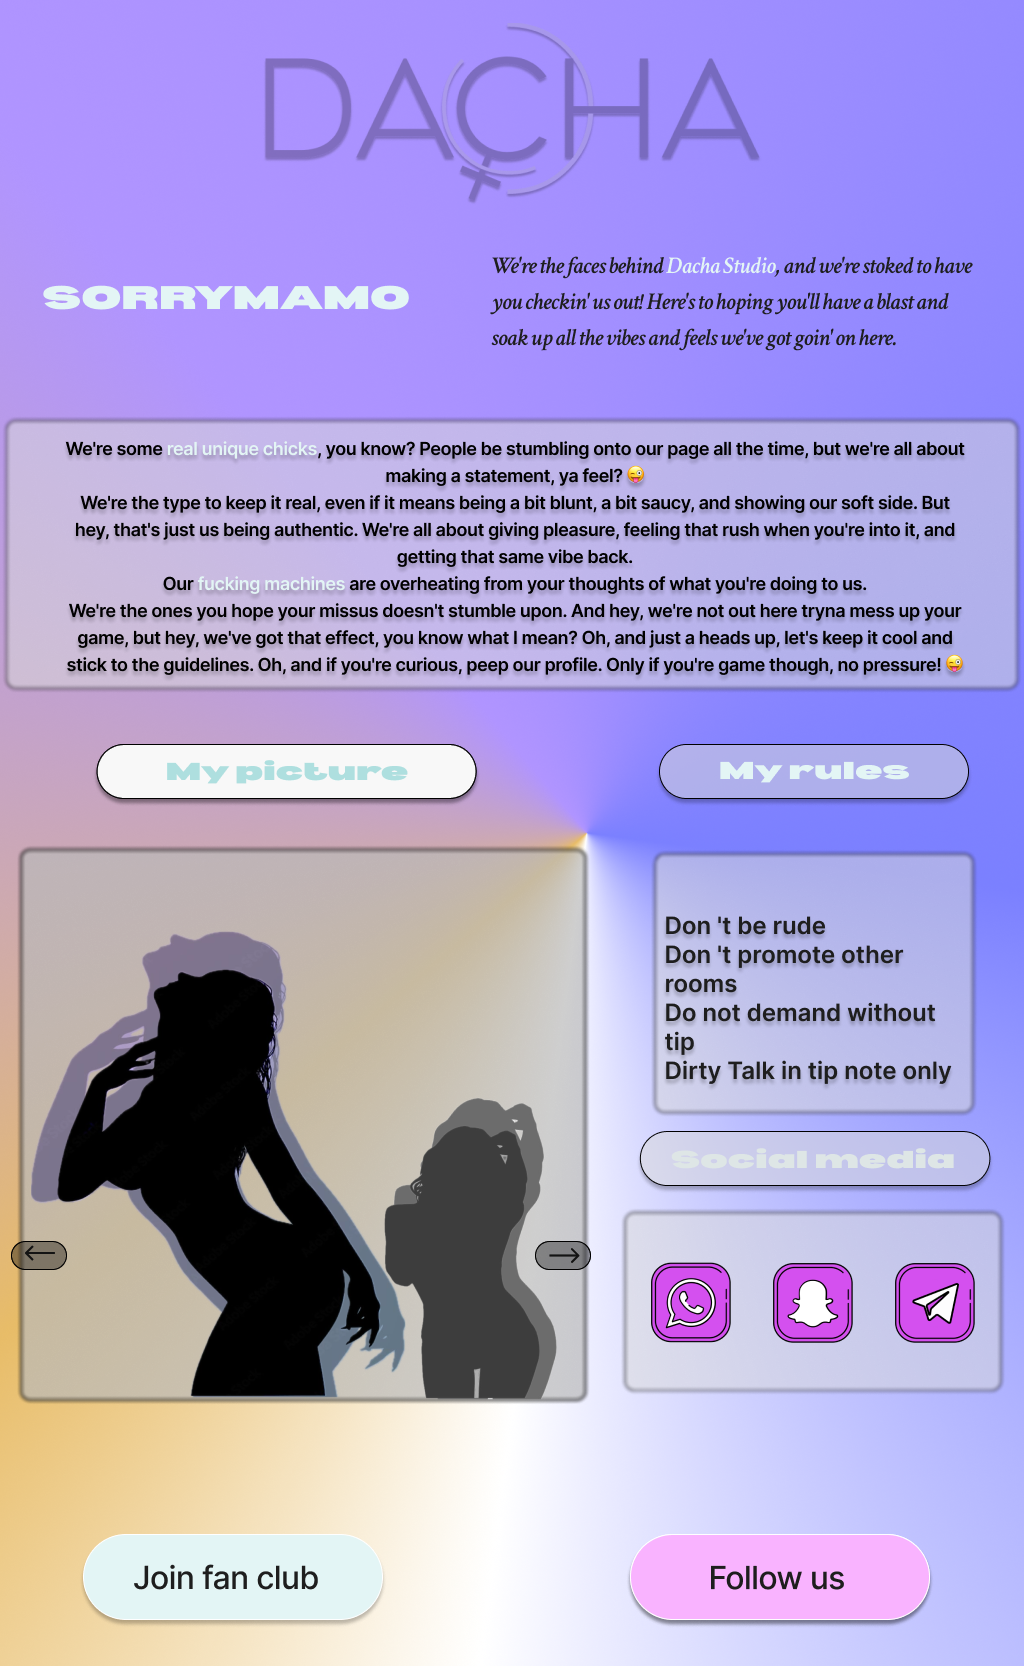 DACHA
SORRYMAMO
We're the faces behind Dacha Studio, and we're stoked to have
you checkin' us out! Here's to hoping you'll have a blast and
soak up all the vibes and feels we've got goin' on here.
We're some real unique chicks, you know? People be stumbling onto our page all the time, but we're all about
making a statement, ya feel? 😜
We're the type to keep it real, even if it means being a bit blunt, a bit saucy, and showing our soft side. But
hey, that's just us being authentic. We're all about giving pleasure, feeling that rush when you're into it, and
getting that same vibe back.
Our fucking machines are overheating from your thoughts of what you're doing to us.
We're the ones you hope your missus doesn't stumble upon. And hey, we're not out here tryna mess up your
game, but hey, we've got that effect, you know what I mean? Oh, and just a heads up, let's keep it cool and
stick to the guidelines. Oh, and if you're curious, peep our profile. Only if you're game though, no pressure! 😜
My picture
My rules
Don 't be rude
Don 't promote other
rooms
Do not demand without
tip
Dirty Talk in tip note only
Social media
Join fan club
Follow us